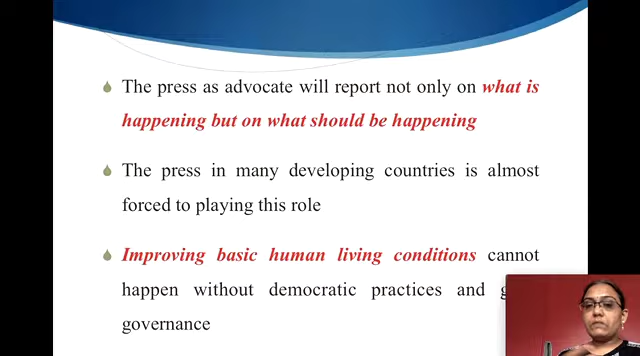 The press as advocate will report not only on what is
happening but on what should be happening
The press in many developing countries is almost
forced to playing this role
Improving basic human living conditions cannot
happen without democratic practices and
governance